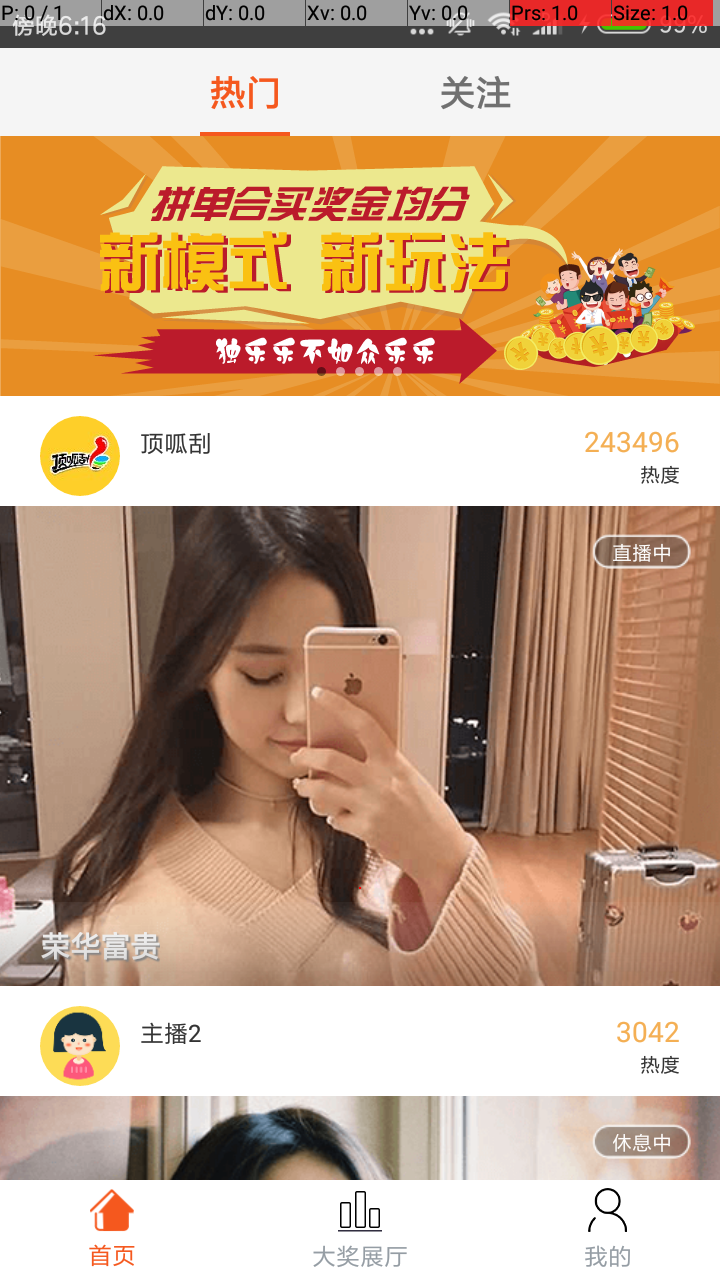 P: 0 / 1 dX: 0.0 dY: 0.0 Xv: 0.0 Yv: 0.0 Prs: 1.0 Size: 1.0
傍晚6:16 99%
热门 关注
拼单合买奖金均分
新模式 新玩法
独乐乐不如众乐乐
顶呱刮
顶呱刮 243496
热度
直播中
荣华富贵
主播2 3042
热度
休息中
首页 大奖展厅 我的